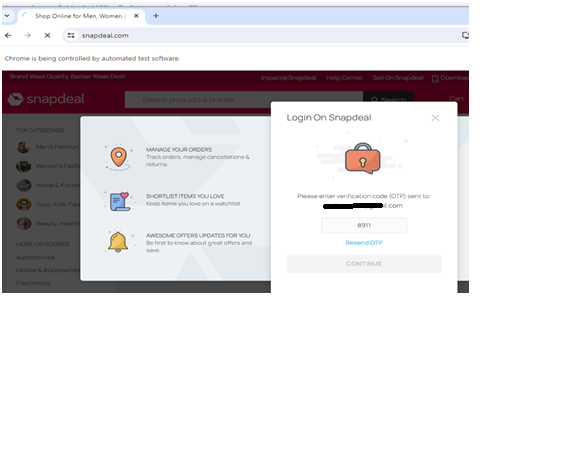 Shop Online for Men, Women &
snapdeal.com
Chrome is being controlled by automated test software.
Brand Waali Quality, Bazaar Waali Deal!
Impact@Snapdeal
Help Center
Sell On Snapdeal
Download
snapdeal
Search products & brands
Search
Cart
Login On Snapdeal
TOP CATEGORIES
Men's Fashion
Women's Fashion
Home & Kitchen
Toys, Kids' Fash
Beauty, Health
MORE CATEGORIES
Automotives
Mobile & Accessories
Electronics
MANAGE YOUR ORDERS
Track orders, manage cancellations &
returns.
SHORTLIST ITEMS YOU LOVE
Keep items you love on a watchlist.
AWESOME OFFERS UPDATES FOR YOU
Be first to know about great offers and
save.
Please enter verification code (OTP) sent to:
ail.com
8911
Resend OTP
CONTINUE